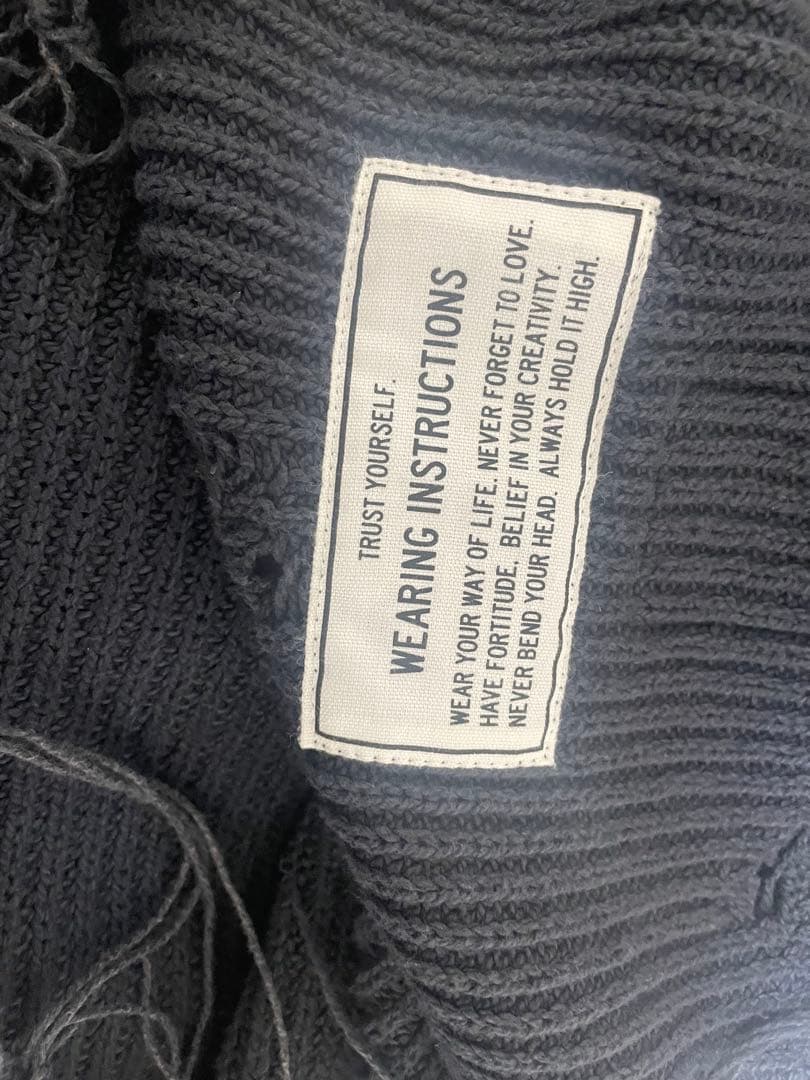 TRUST YOURSELF.
WEARING INSTRUCTIONS
WEAR YOUR WAY OF LIFE. NEVER FORGET TO LOVE.
HAVE FORTITUDE. BELIEF IN YOUR CREATIVITY.
NEVER BEND YOUR HEAD. ALWAYS HOLD IT HIGH.